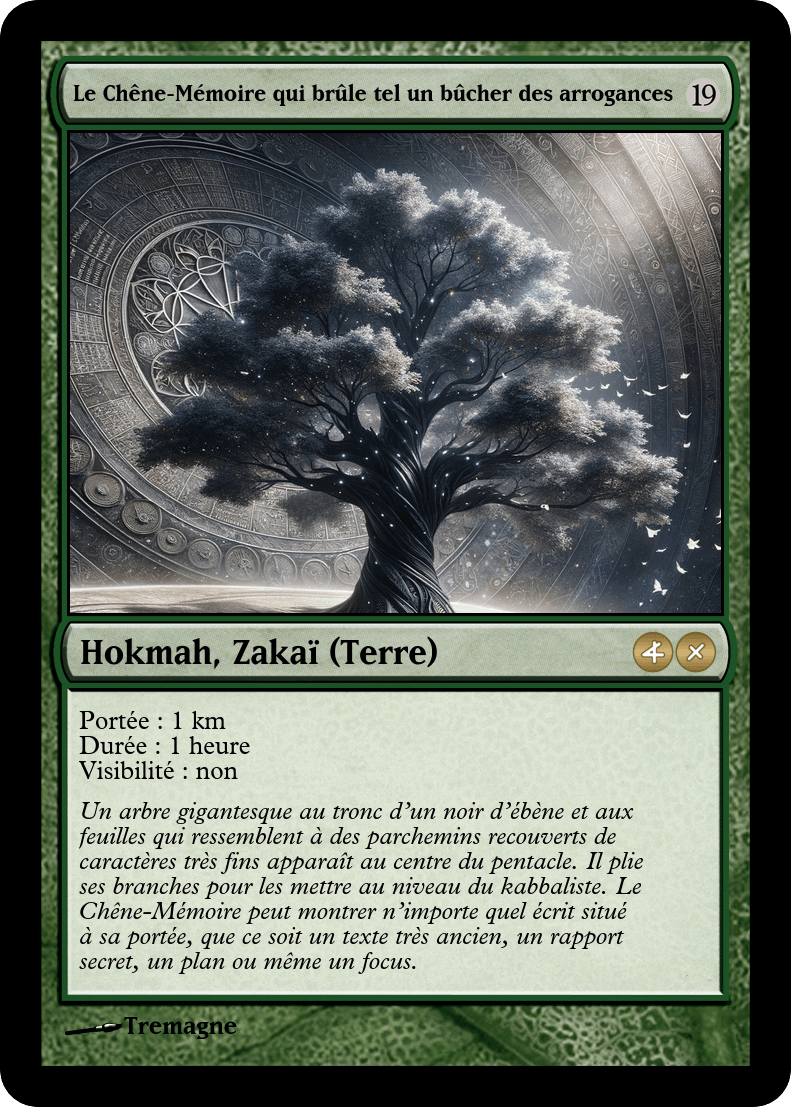 Le Chêne-Mémoire qui brûle tel un bûcher des arrogances 19
Hokmah, Zakaï (Terre)
Portée : 1 km
Durée : 1 heure
Visibilité : non
Un arbre gigantesque au tronc d’un noir d’ébène et aux
feuilles qui ressemblent à des parchemins recouverts de
caractères très fins apparaît au centre du pentacle. Il plie
ses branches pour les mettre au niveau du kabbaliste. Le
Chêne-Mémoire peut montrer n’importe quel écrit situé
à sa portée, que ce soit un texte très ancien, un rapport
secret, un plan ou même un focus.
Tremagne